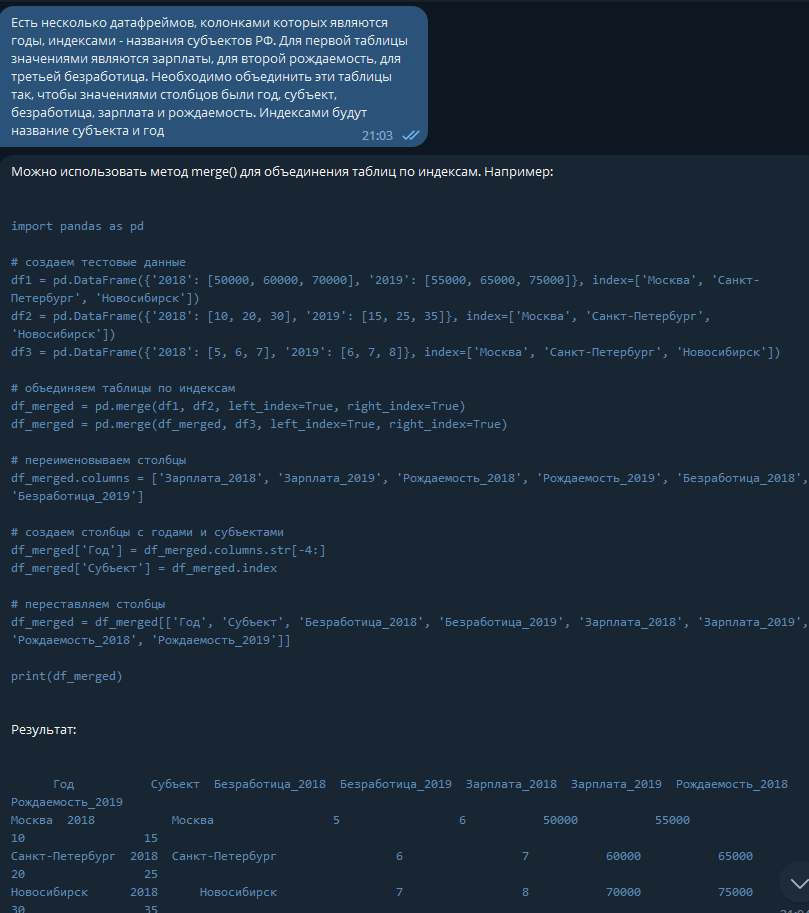 Есть несколько датафреймов, колонками которых являются
годы, индексами - названия субъектов РФ. Для первой таблицы
значениями являются зарплаты, для второй рождаемость, для
третьей безработица. Необходимо объединить эти таблицы
так, чтобы значениями столбцов были год, субъект,
безработица, зарплата и рождаемость. Индексами будут
название субъекта и год
21:03
Можно использовать метод merge() для объединения таблиц по индексам. Например:
import pandas as pd
# создаем тестовые данные
df1 = pd.DataFrame({'2018': [50000, 60000, 70000], '2019': [55000, 65000, 75000]}, index=['Москва', 'Санкт-
Петербург', 'Новосибирск'])
df2 = pd.DataFrame({'2018': [10, 20, 30], '2019': [15, 25, 35]}, index=['Москва', 'Санкт-Петербург',
'Новосибирск'])
df3 = pd.DataFrame({'2018': [5, 6, 7], '2019': [6, 7, 8]}, index=['Москва', 'Санкт-Петербург', 'Новосибирск'])
# объединяем таблицы по индексам
df_merged = pd.merge(df1, df2, left_index=True, right_index=True)
df_merged = pd.merge(df_merged, df3, left_index=True, right_index=True)
# переименовываем столбцы
df_merged.columns = ['Зарплата_2018', 'Зарплата_2019', 'Рождаемость_2018', 'Рождаемость_2019', 'Безработица_2018',
'Безработица_2019']
# создаем столбцы с годами и субъектами
df_merged['Год'] = df_merged.columns.str[-4:]
df_merged['Субъект'] = df_merged.index
# переставляем столбцы
df_merged = df_merged[['Год', 'Субъект', 'Безработица_2018', 'Безработица_2019', 'Зарплата_2018', 'Зарплата_2019',
'Рождаемость_2018', 'Рождаемость_2019']]
print(df_merged)
Результат:
Год Субъект Безработица_2018 Безработица_2019 Зарплата_2018 Зарплата_2019 Рождаемость_2018
Рождаемость_2019
Москва 2018 Москва 5 6 50000 55000
10 15
Санкт-Петербург 2018 Санкт-Петербург 6 7 60000 65000
20 25
Новосибирск 2018 Новосибирск 7 8 70000 75000
30 35